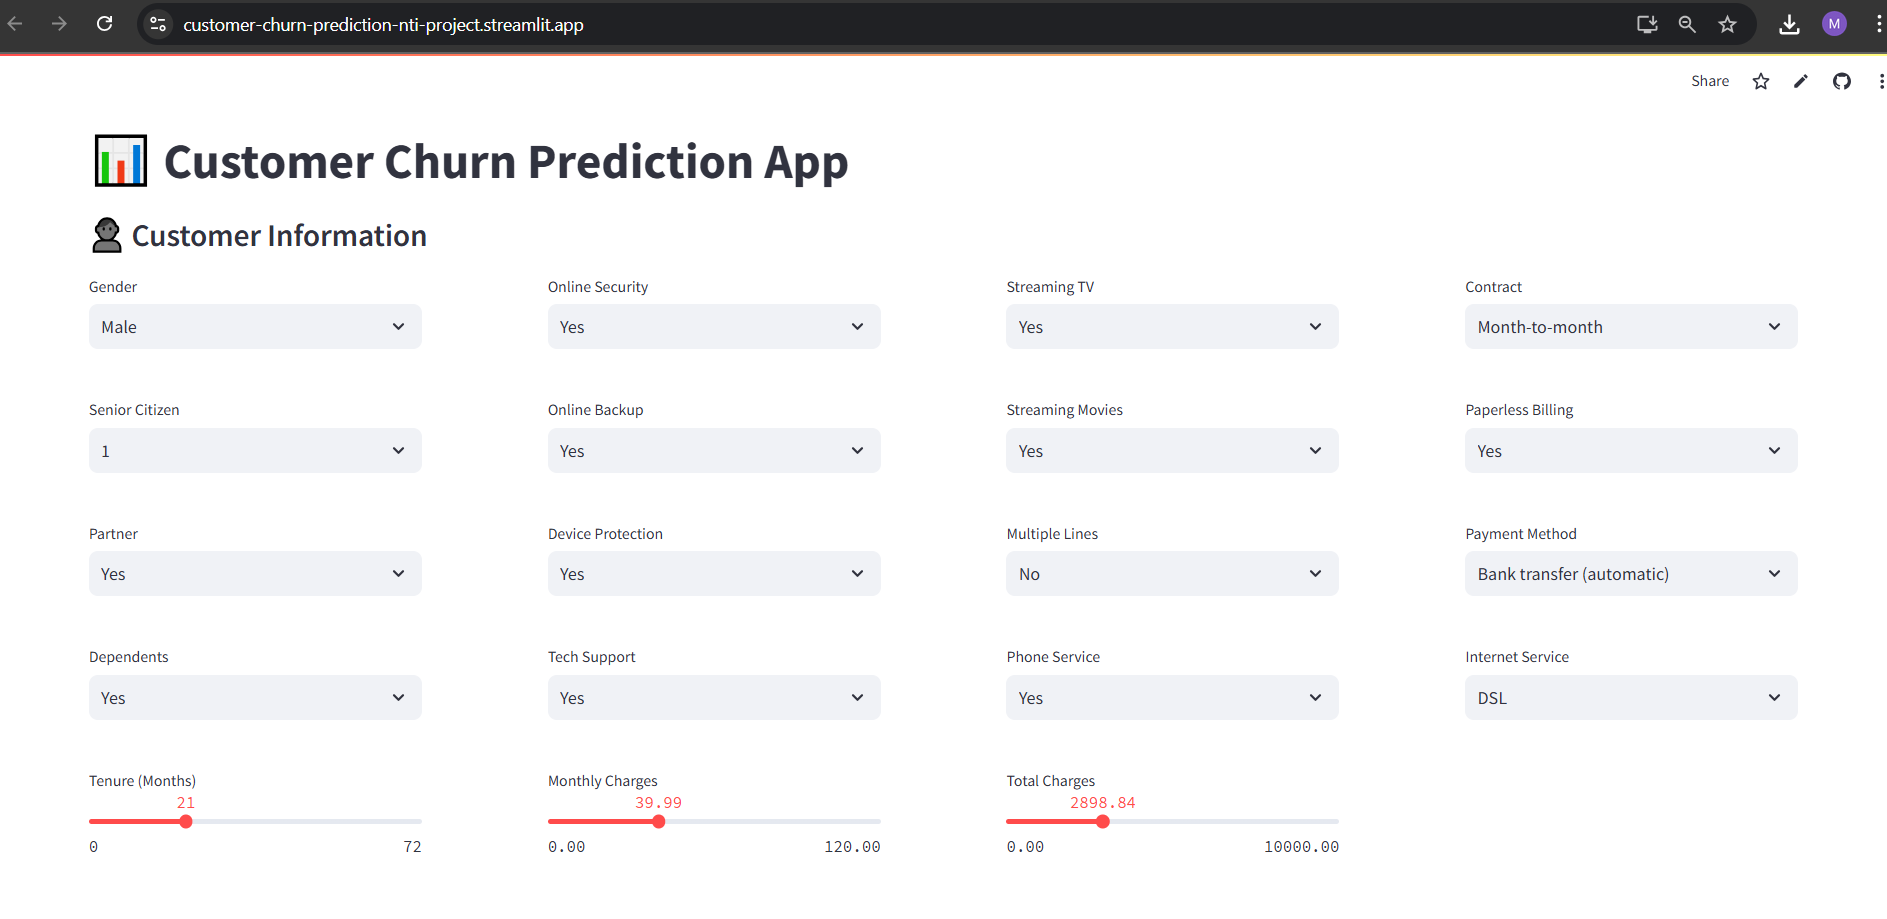 customer-churn-prediction-nti-project.streamlit.app
M
Share
Customer Churn Prediction App
Customer Information
Gender
Male
Online Security
Yes
Streaming TV
Yes
Contract
Month-to-month
Senior Citizen
1
Online Backup
Yes
Streaming Movies
Yes
Paperless Billing
Yes
Partner
Yes
Device Protection
Yes
Multiple Lines
No
Payment Method
Bank transfer (automatic)
Dependents
Yes
Tech Support
Yes
Phone Service
Yes
Internet Service
DSL
Tenure (Months)
21
0 72
Monthly Charges
39.99
0.00 120.00
Total Charges
2898.84
0.00 10000.00